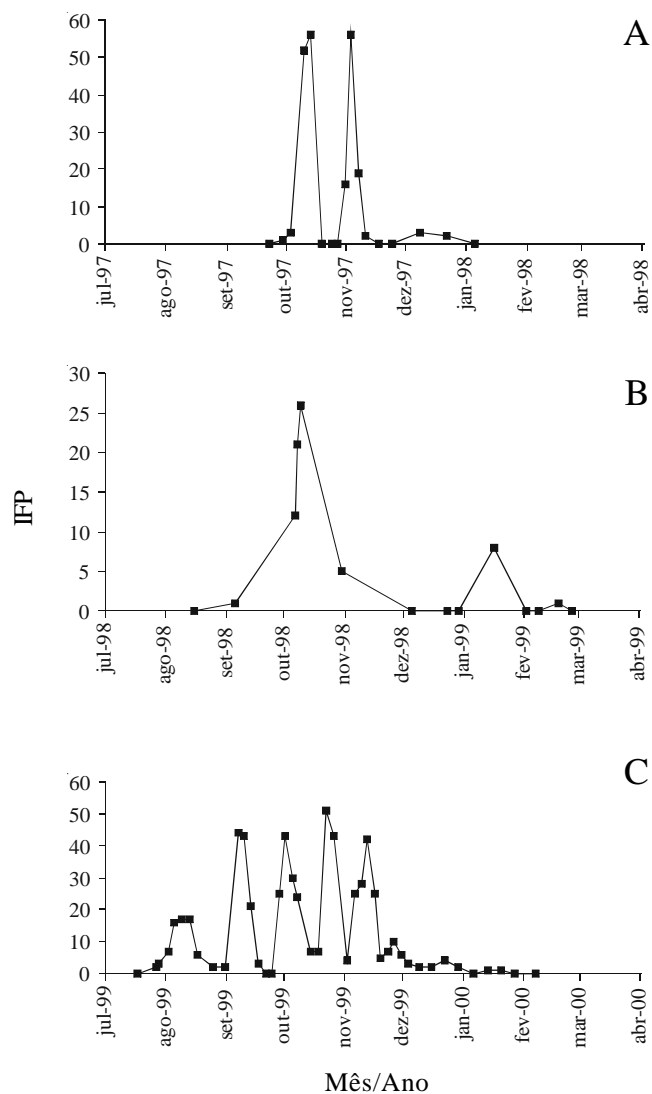 A
60
50
40
30
20
10
0
jul-97
ago-97
set-97
out-97
nov-97
dez-97
jan-98
fev-98
mar-98
abr-98
B
30
25
20
15
10
5
0
jul-98
ago-98
set-98
out-98
nov-98
dez-98
jan-99
fev-99
mar-99
abr-99
IFP
C
60
50
40
30
20
10
0
jul-99
ago-99
set-99
out-99
nov-99
dez-99
jan-00
fev-00
mar-00
abr-00
Mês/Ano